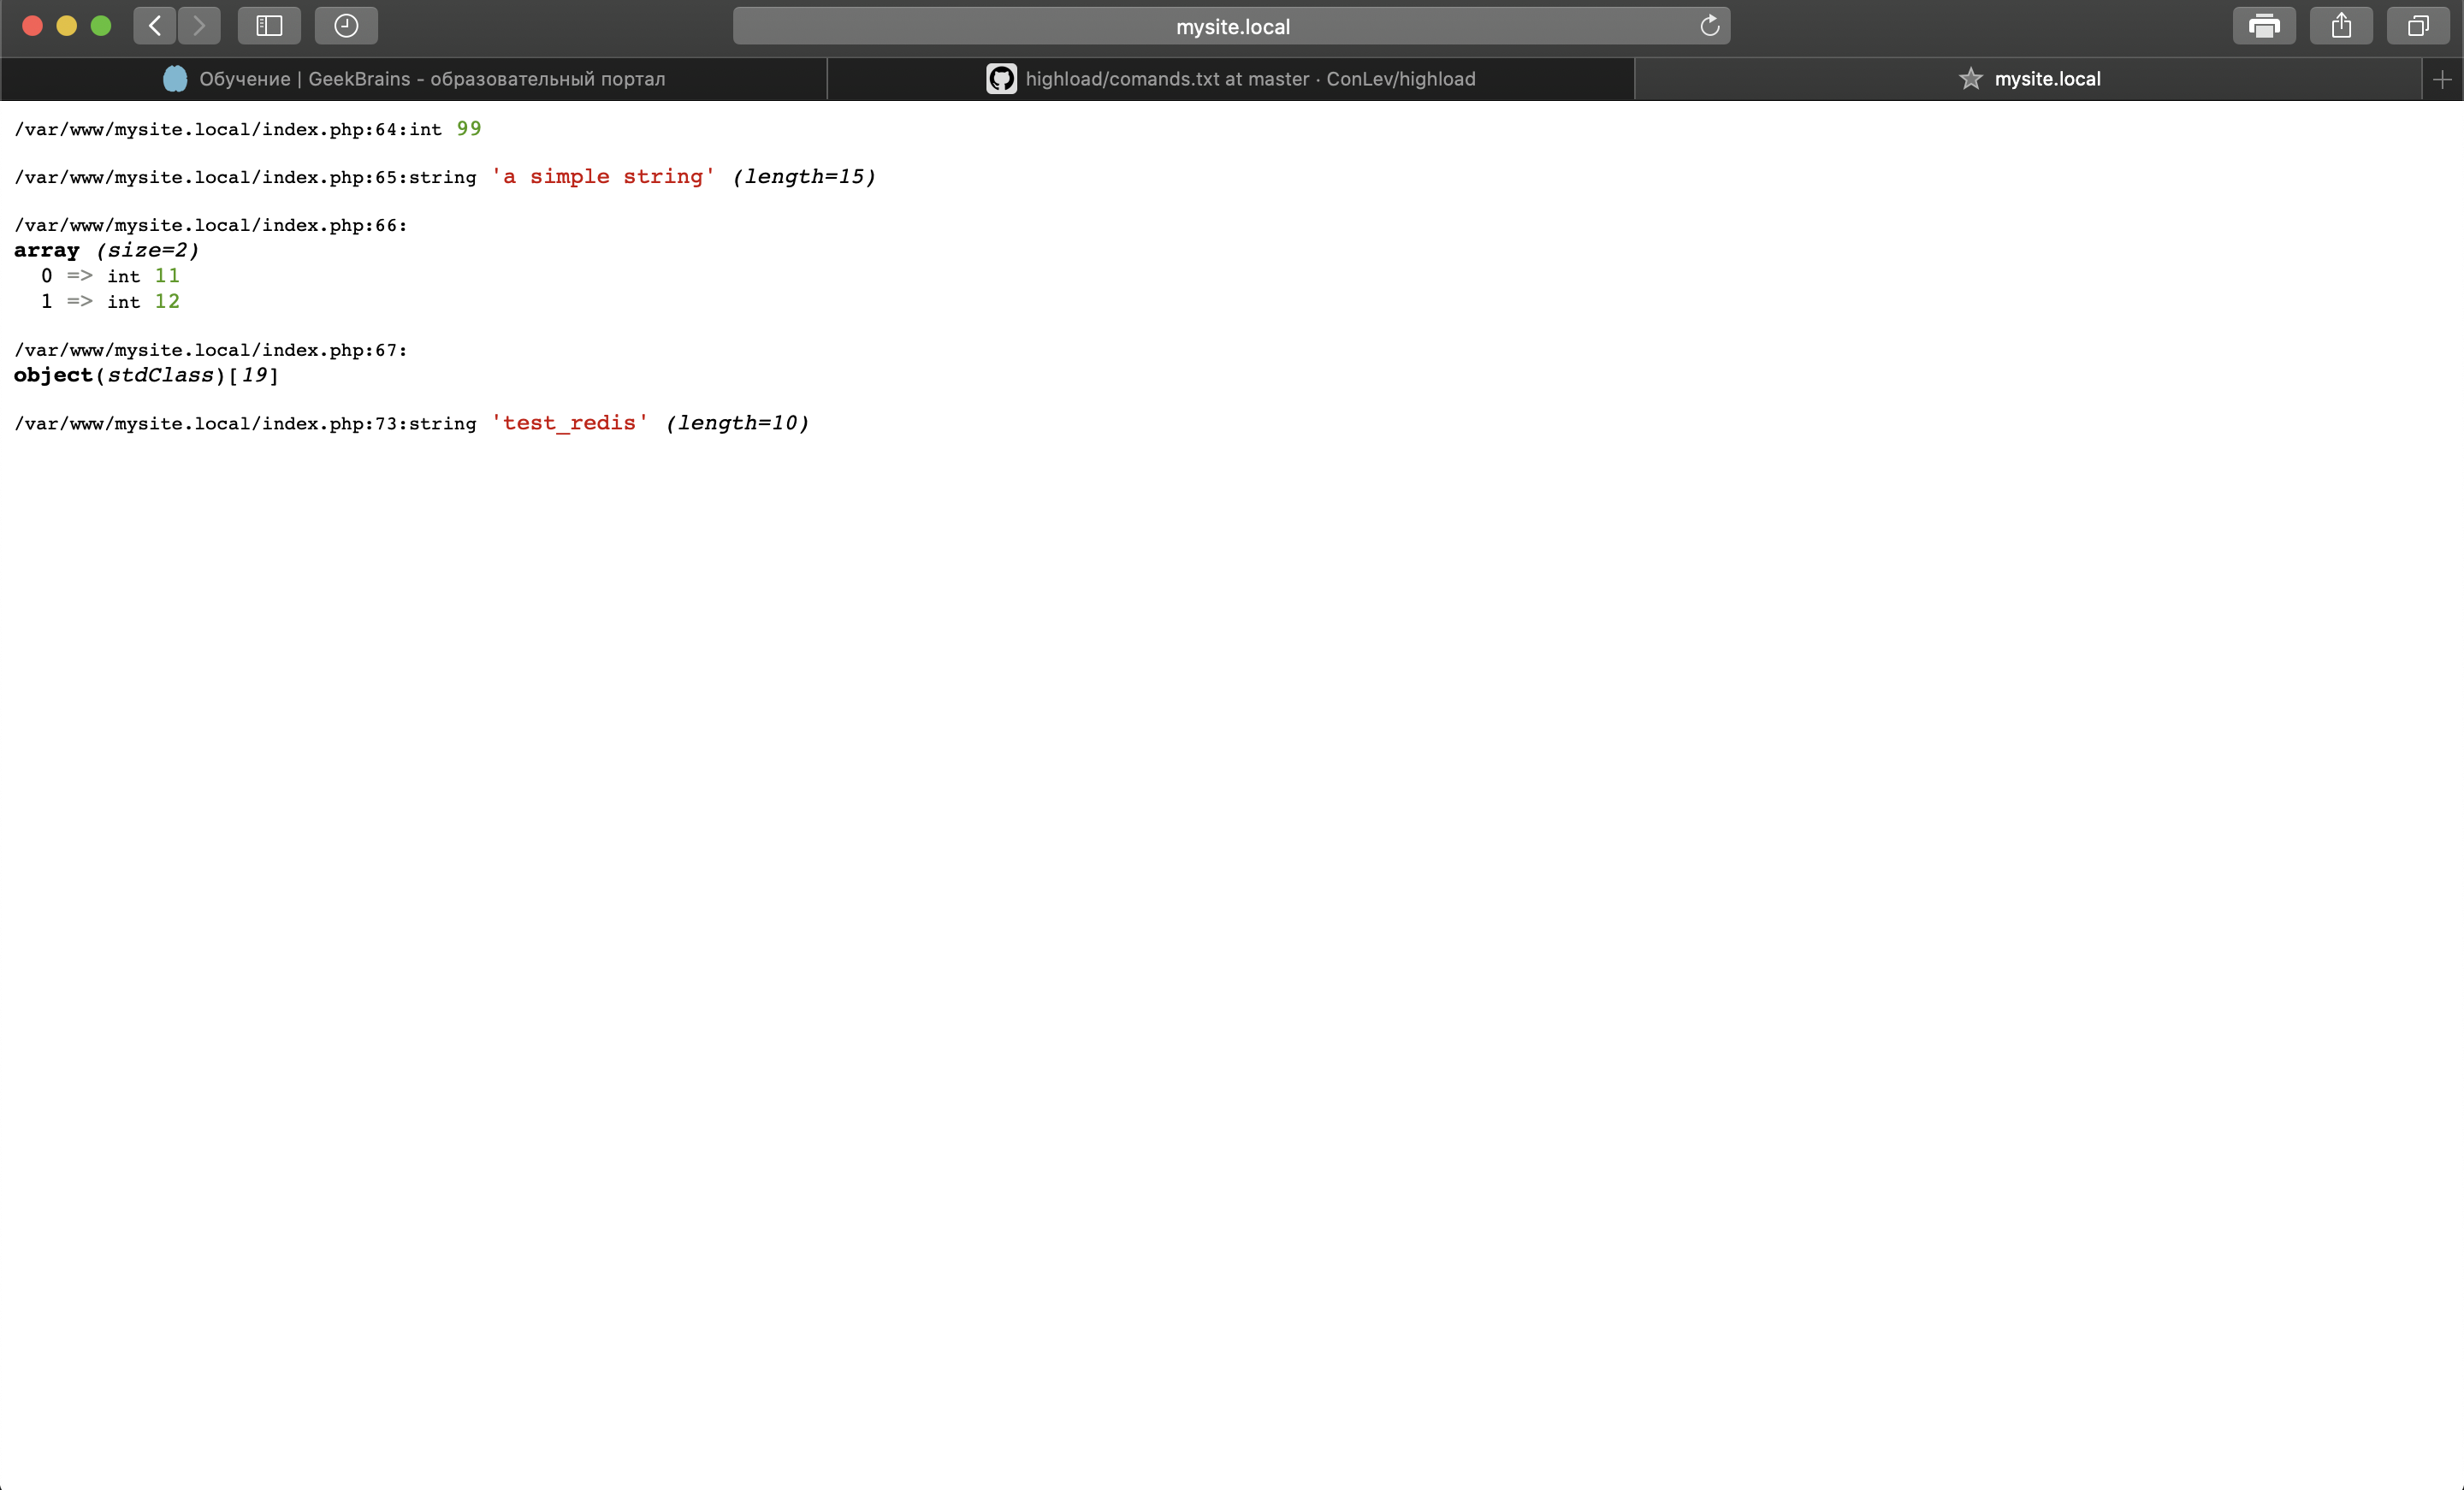 mysite.local
Обучение | GeekBrains - образовательный портал
highload/comands.txt at master · ConLev/highload
mysite.local
/var/www/mysite.local/index.php:64:int 99
/var/www/mysite.local/index.php:65:string 'a simple string' (length=15)
/var/www/mysite.local/index.php:66:
array (size=2)
0 => int 11
1 => int 12
/var/www/mysite.local/index.php:67:
object(stdClass)[19]
/var/www/mysite.local/index.php:73:string 'test_redis' (length=10)